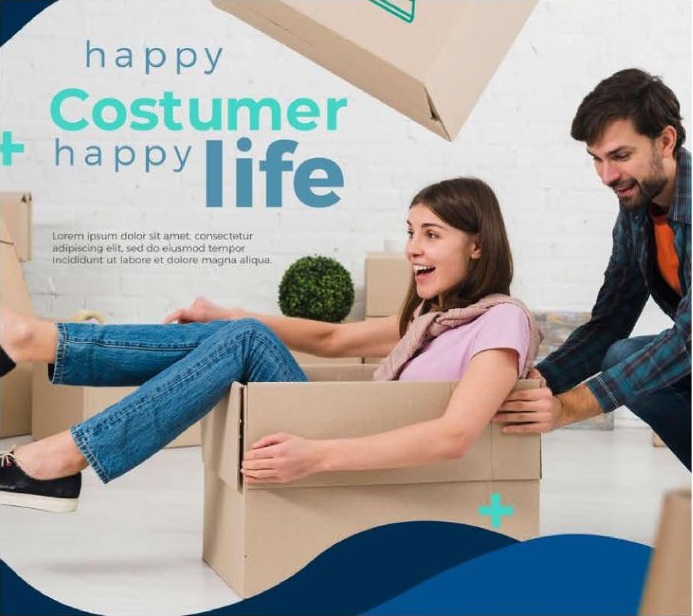 happy
Costumer
happy life
Lorem ipsum dolor sit amet, consectetur
adipiscing elit, sed do eiusmod tempor
incididunt ut labore et dolore magna aliqua.